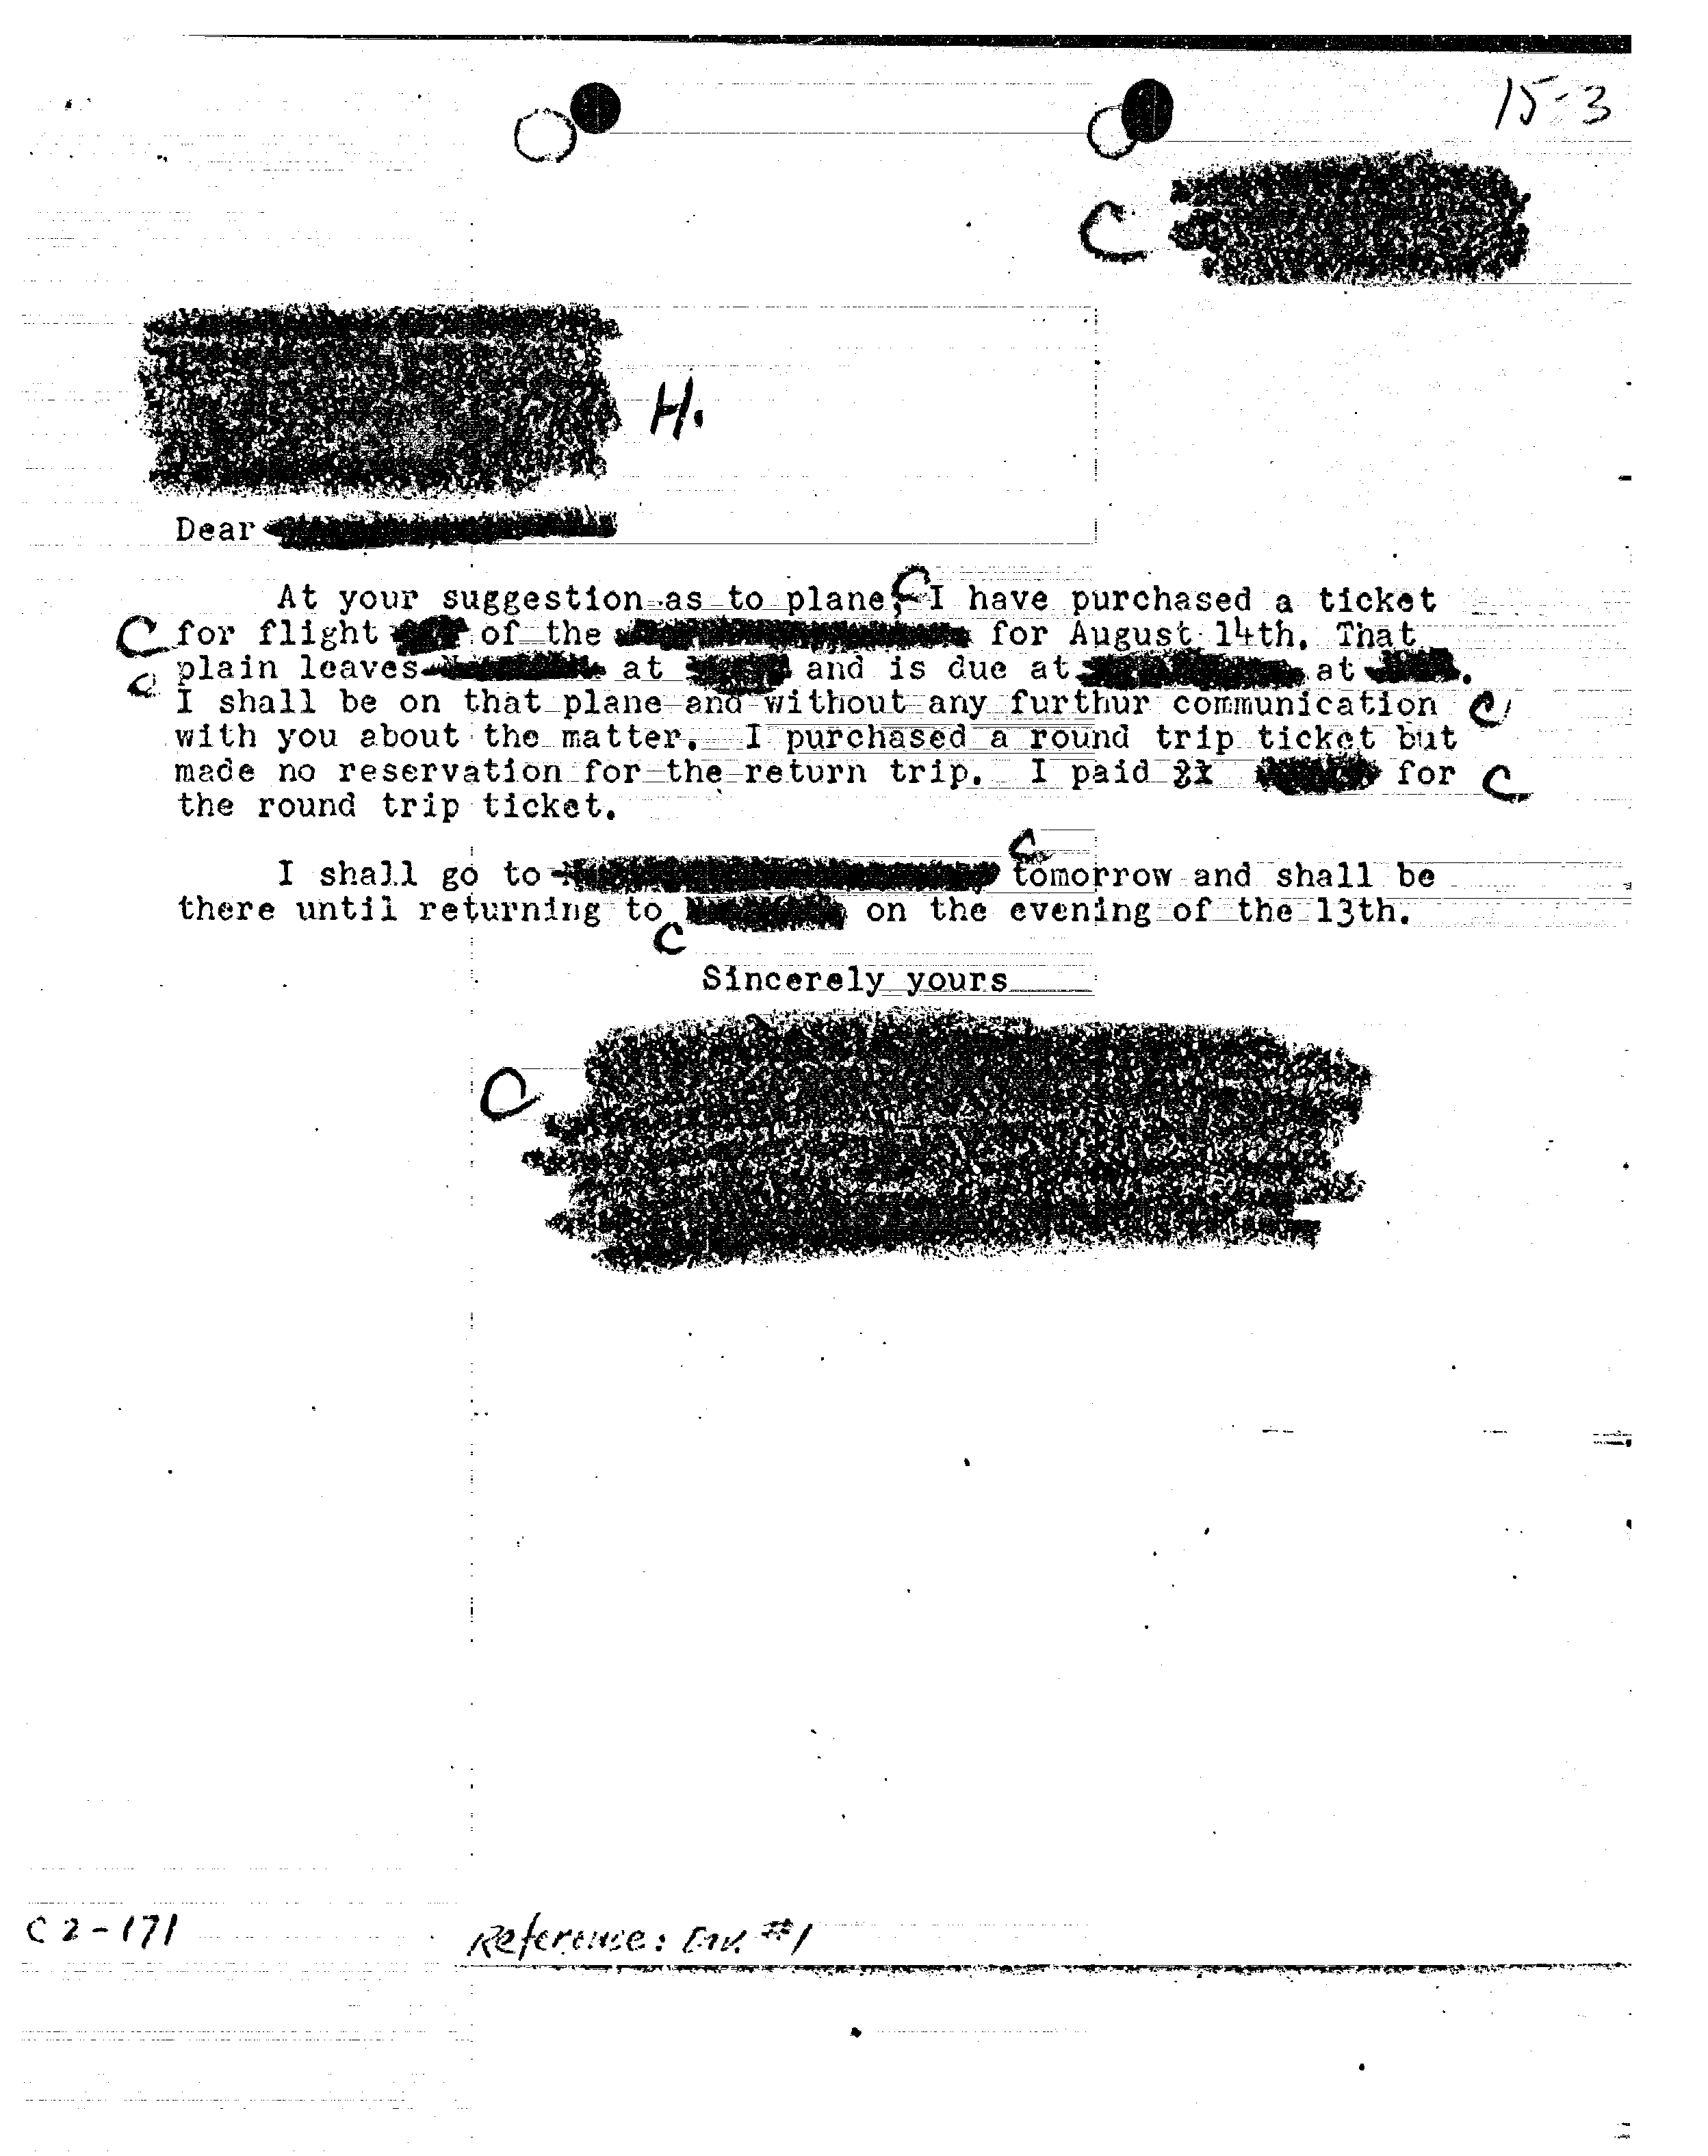 15-3
C
H.
Dear
At your suggestion as to plane, C I have purchased a ticket
C for flight of the for August 14th. That
plain leaves at and is due at at .
C I shall be on that plane and without any furthur communication C
with you about the matter. I purchased a round trip ticket but
made no reservation for the return trip. I paid for C
the round trip ticket.
C
I shall go to tomorrow and shall be
there until returning to on the evening of the 13th.
C
Sincerely yours
C
C2-171
Reference: Env. #1